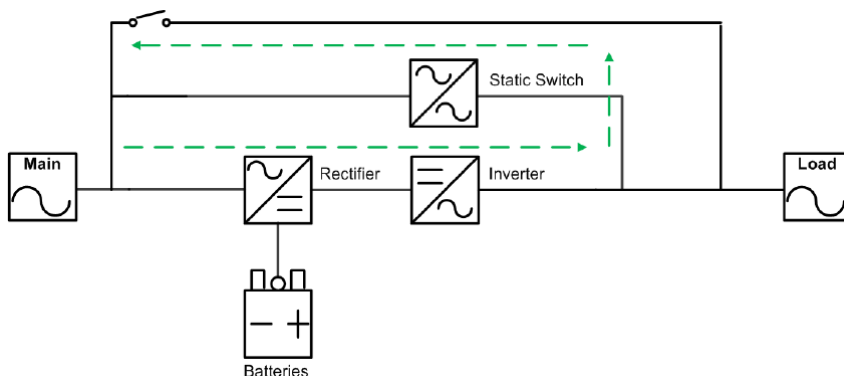 Static Switch
Main
Rectifier
Inverter
Load
Batteries